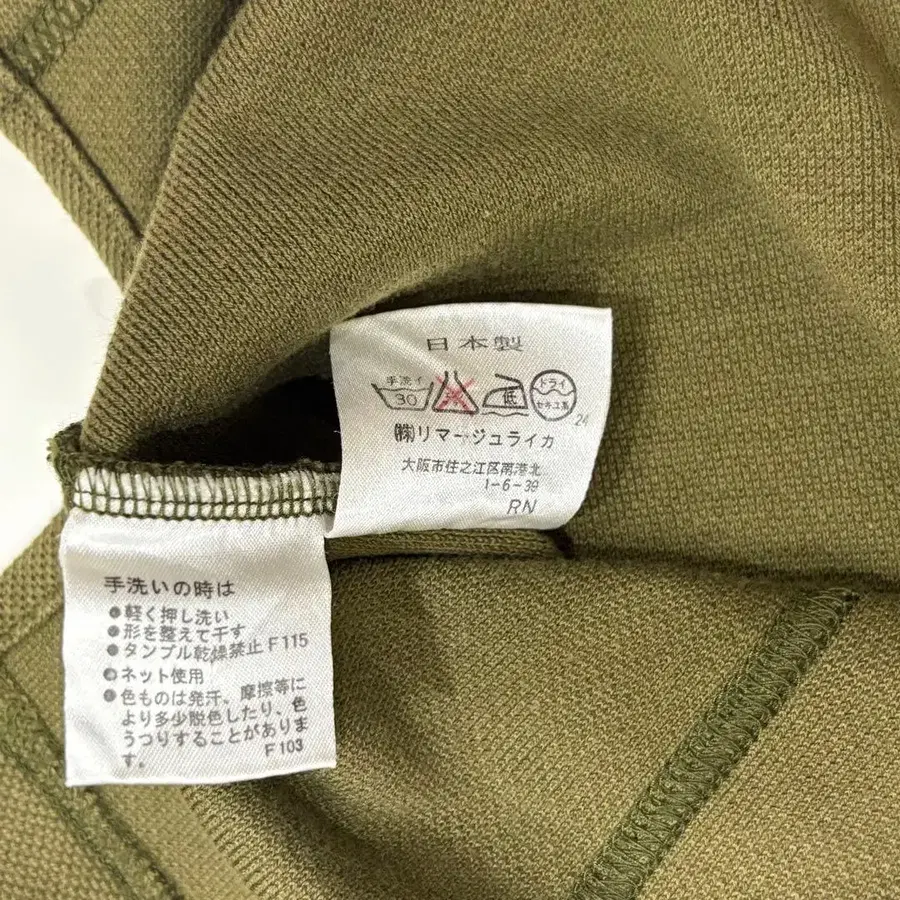 日本製
手洗イ
30
低
ドライ
セキユ系
24
(株)リマージュライカ
大阪市住之江区南港北
1-6-39
RN
手洗いの時は
●軽く押し洗い
●形を整えて干す
●タンブル乾燥禁止 F115
●ネット使用
●色ものは発汗、摩擦等に
より多少脱色したり、色
うつりすることがありま
す。 F103